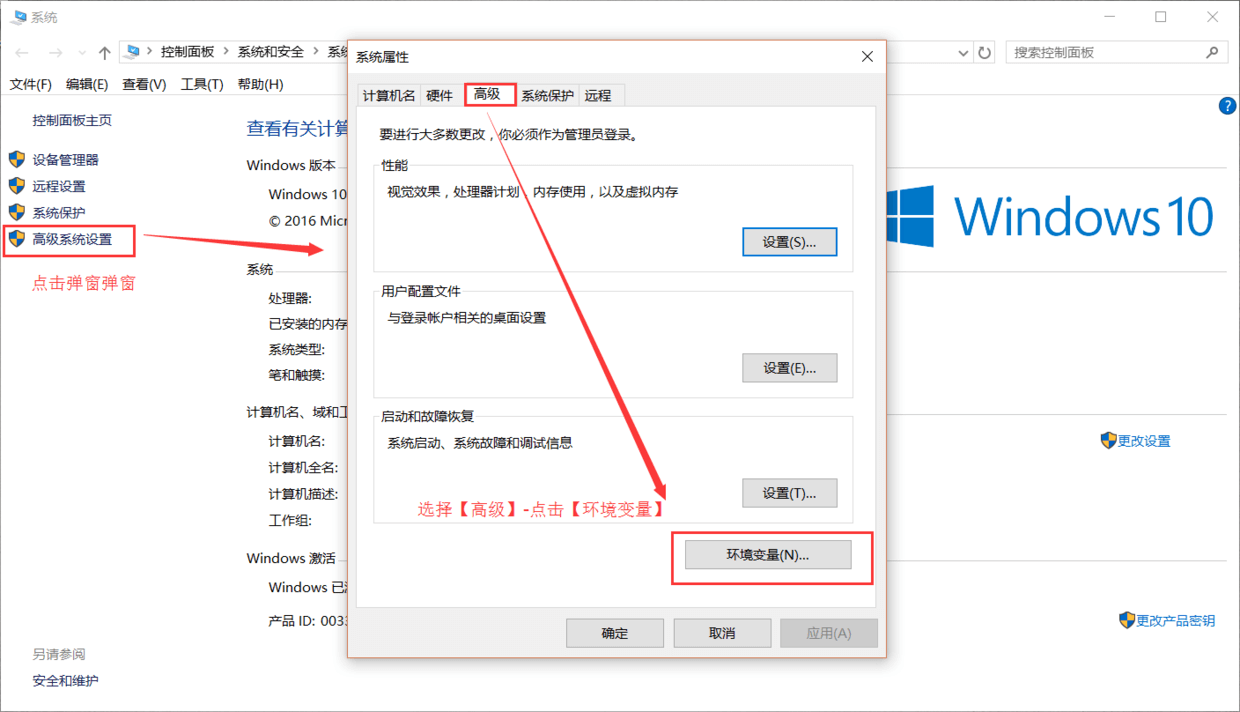 系统
控制面板 > 系统和安全 > 系统
搜索控制面板
文件(F) 编辑(E) 查看(V) 工具(T) 帮助(H)
控制面板主页
设备管理器
远程设置
系统保护
高级系统设置
点击弹窗弹窗
另请参阅
安全和维护
查看有关计算
Windows 版本
Windows 10
© 2016 Micr
系统
处理器:
已安装的内存
系统类型:
笔和触摸:
计算机名、域和工
计算机名:
计算机全名:
计算机描述:
工作组:
Windows 激活
Windows 已
产品 ID: 003
系统属性
计算机名 硬件 高级 系统保护 远程
要进行大多数更改，你必须作为管理员登录。
性能
视觉效果，处理器计划，内存使用，以及虚拟内存
设置(S)...
用户配置文件
与登录帐户相关的桌面设置
设置(E)...
启动和故障恢复
系统启动、系统故障和调试信息
设置(T)...
选择【高级】-点击【环境变量】
环境变量(N)...
确定 取消 应用(A)
?
Windows 10
更改设置
更改产品密钥